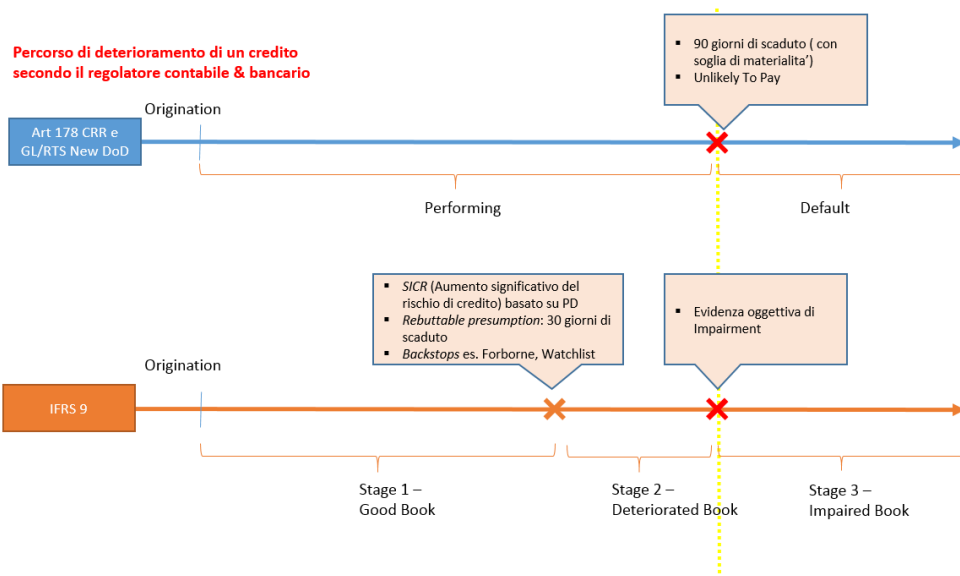 Percorso di deterioramento di un credito
secondo il regolatore contabile & bancario
▪ 90 giorni di scaduto ( con
soglia di materialita')
▪ Unlikely To Pay
Origination
Art 178 CRR e
GL/RTS New DoD
Performing
Default
▪ SICR (Aumento significativo del
rischio di credito) basato su PD
▪ Rebuttable presumption: 30 giorni di
scaduto
▪ Backstops es. Forborne, Watchlist
▪ Evidenza oggettiva di
Impairment
Origination
IFRS 9
Stage 1 –
Good Book
Stage 2 –
Deteriorated Book
Stage 3 –
Impaired Book